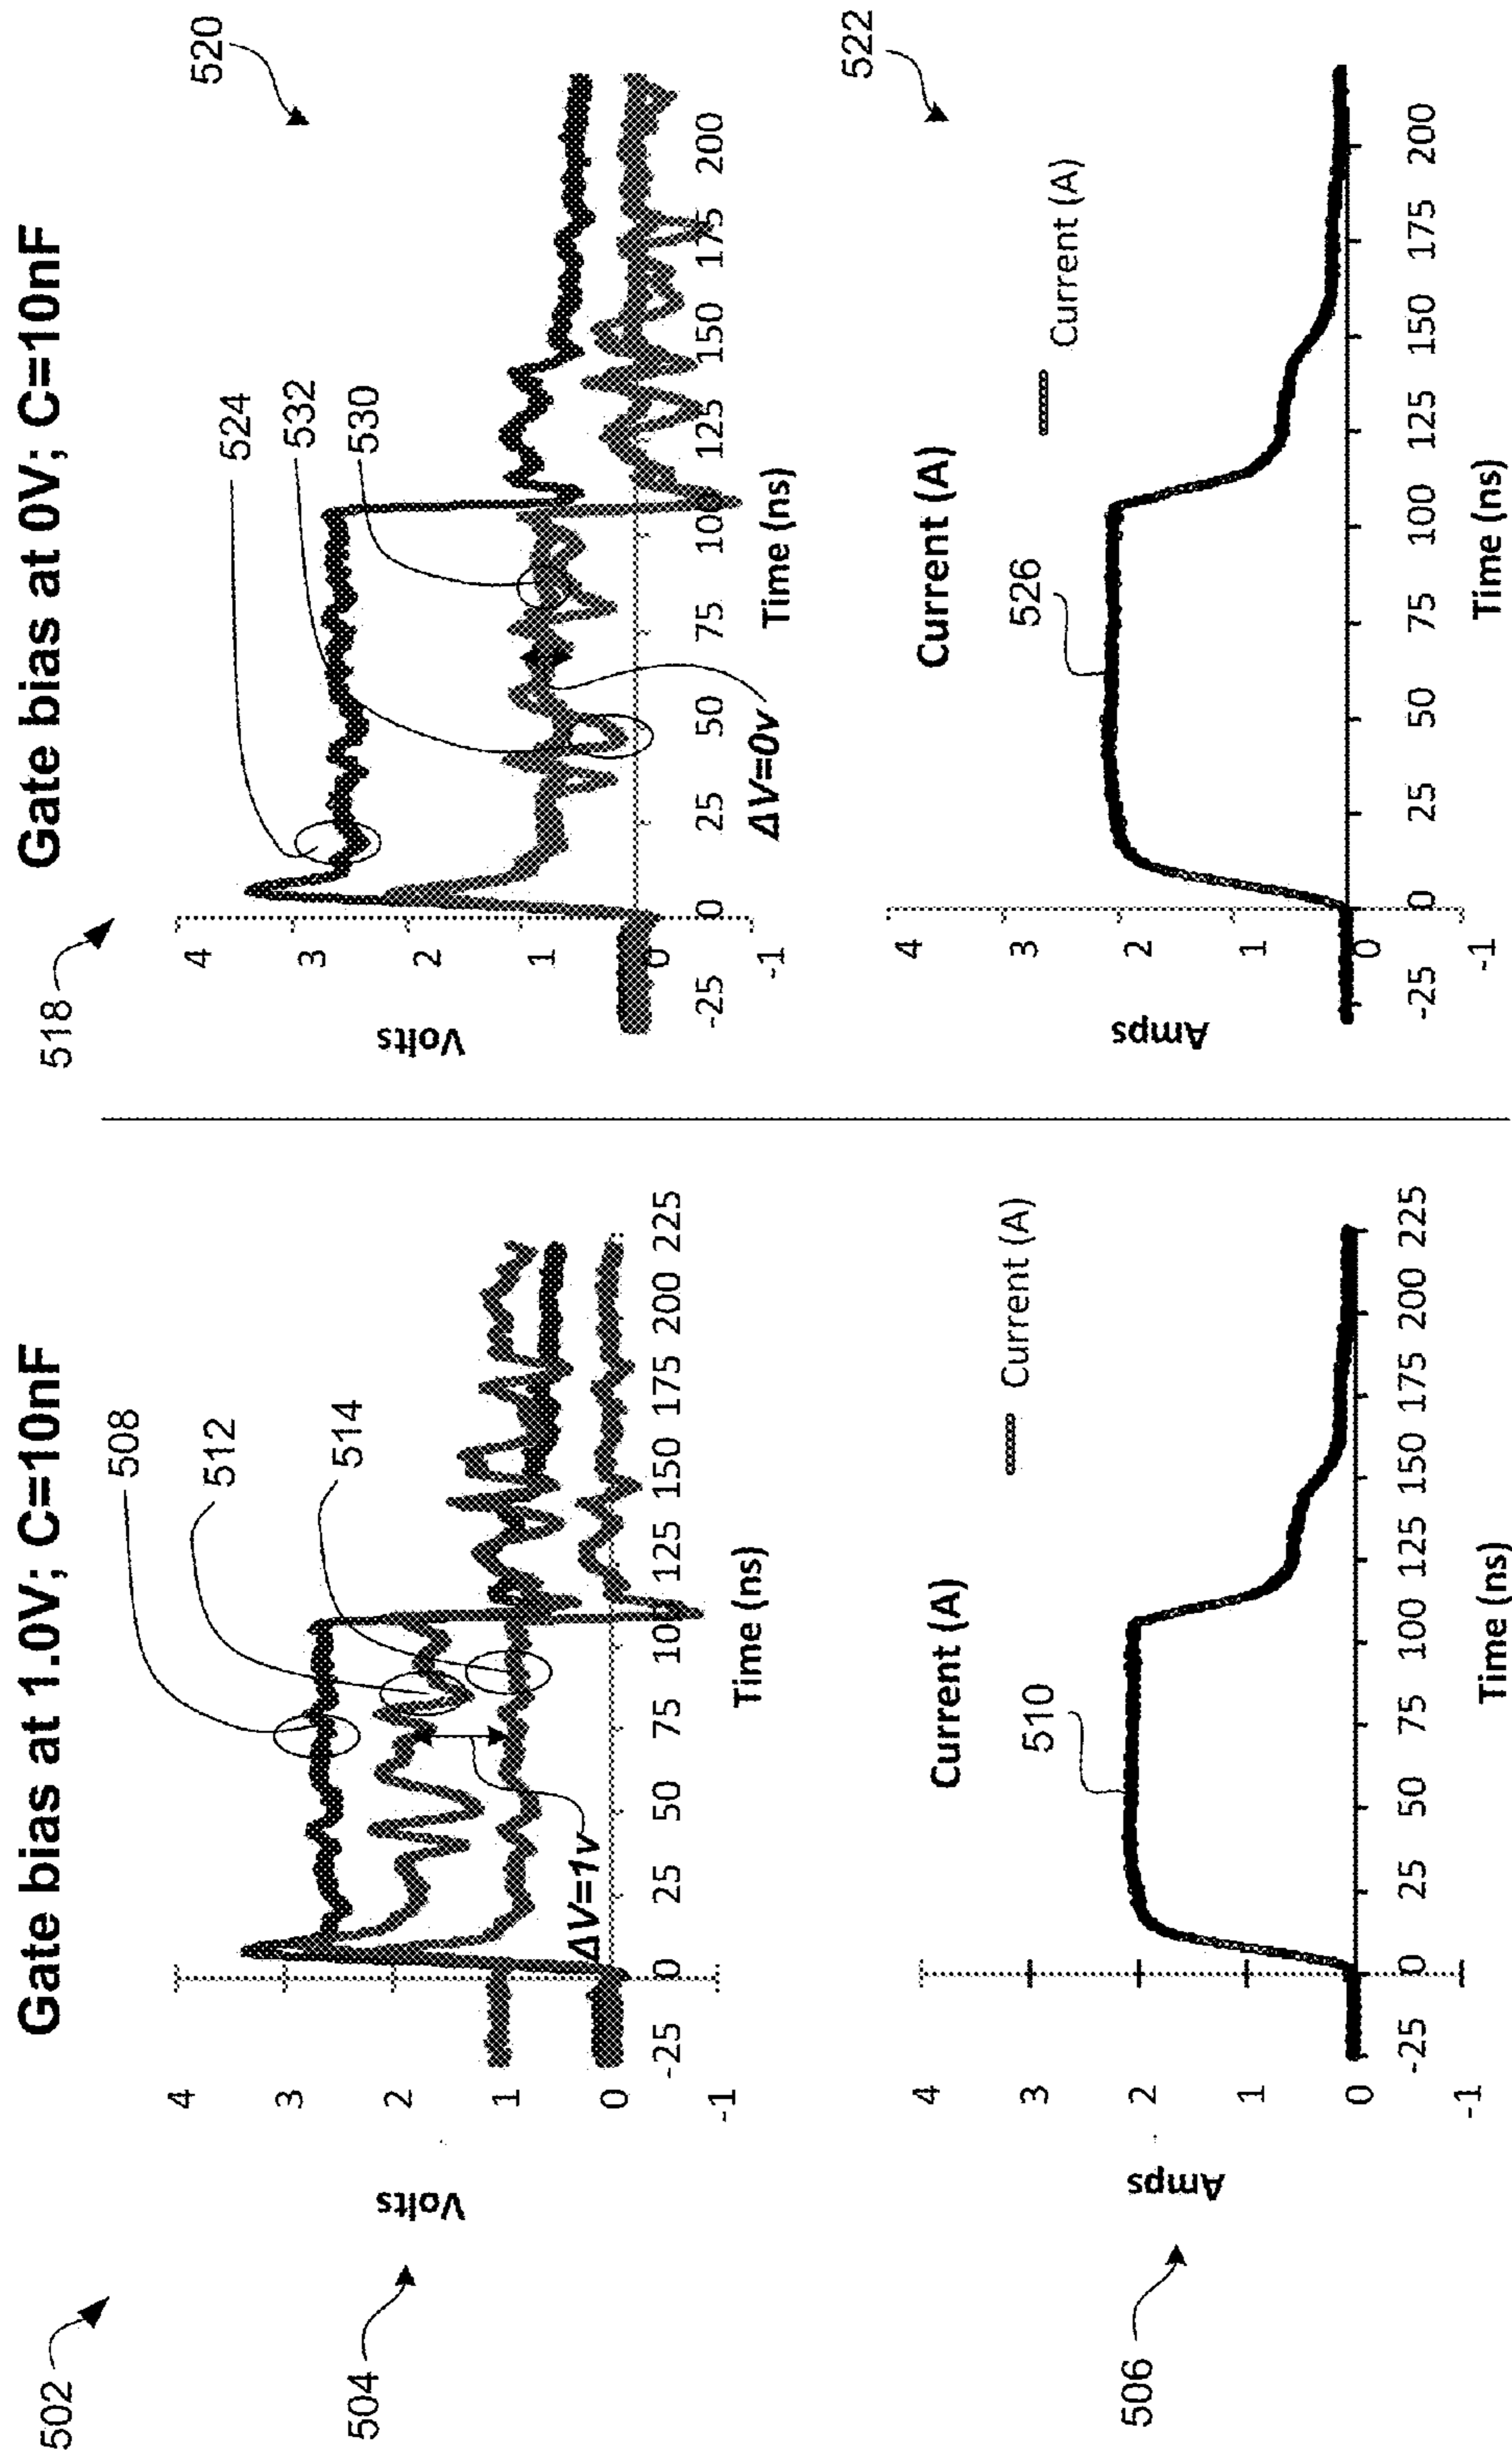 502
Gate bias at 1.0V; C=10nF
504
Volts
508
512
514
4
3
2
1
0
-1
-25 0 25 50 75 100 125 150 175 200 225
ΔV=1v
Time (ns)
506
Amps
Current (A)
510
Current (A)
4
3
2
1
0
-1
-25 0 25 50 75 100 125 150 175 200 225
Time (ns)
518
Gate bias at 0V; C=10nF
520
Volts
524
532
530
4
3
2
1
0
-1
-25 0 25 50 75 100 125 150 175 200
ΔV=0v
Time (ns)
522
Amps
Current (A)
526
Current (A)
4
3
2
1
0
-1
-25 0 25 50 75 100 125 150 175 200
Time (ns)